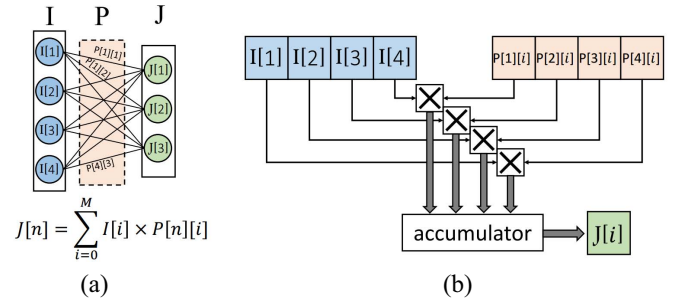 I P J
I[1]
I[2]
I[3]
I[4]
P[1][1]
P[1][2]
P[4][3]
J[1]
J[2]
J[3]
J[n] = ∑_{i=0}^{M} I[i] × P[n][i]
(a)
I[1] I[2] I[3] I[4]
P[1][i] P[2][i] P[3][i] P[4][i]
accumulator
J[i]
(b)